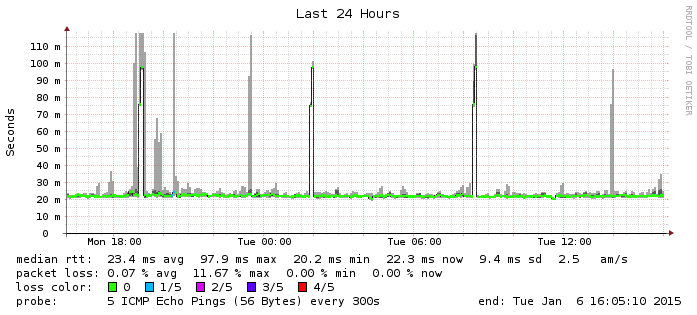 Last 24 Hours
RRDTOOL / TOBI OETIKER
Seconds
110 m
100 m
90 m
80 m
70 m
60 m
50 m
40 m
30 m
20 m
10 m
0
Mon 18:00 Tue 00:00 Tue 06:00 Tue 12:00
median rtt: 23.4 ms avg 97.9 ms max 20.2 ms min 22.3 ms now 9.4 ms sd 2.5 am/s
packet loss: 0.07 % avg 11.67 % max 0.00 % min 0.00 % now
loss color: 0 1/5 2/5 3/5 4/5
probe: 5 ICMP Echo Pings (56 Bytes) every 300s end: Tue Jan 6 16:05:10 2015